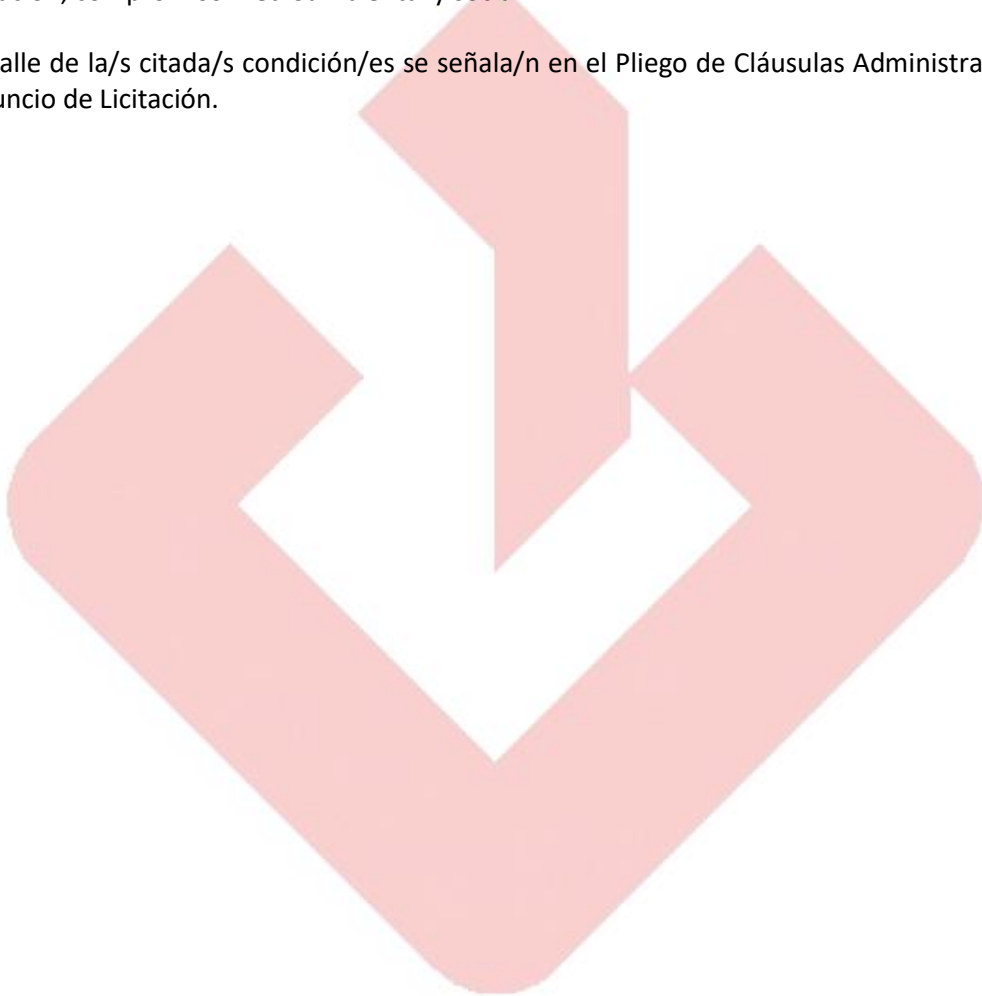 alle de la/s citada/s condición/es se señala/n en el Pliego de Cláusulas Administra
uncio de Licitación.